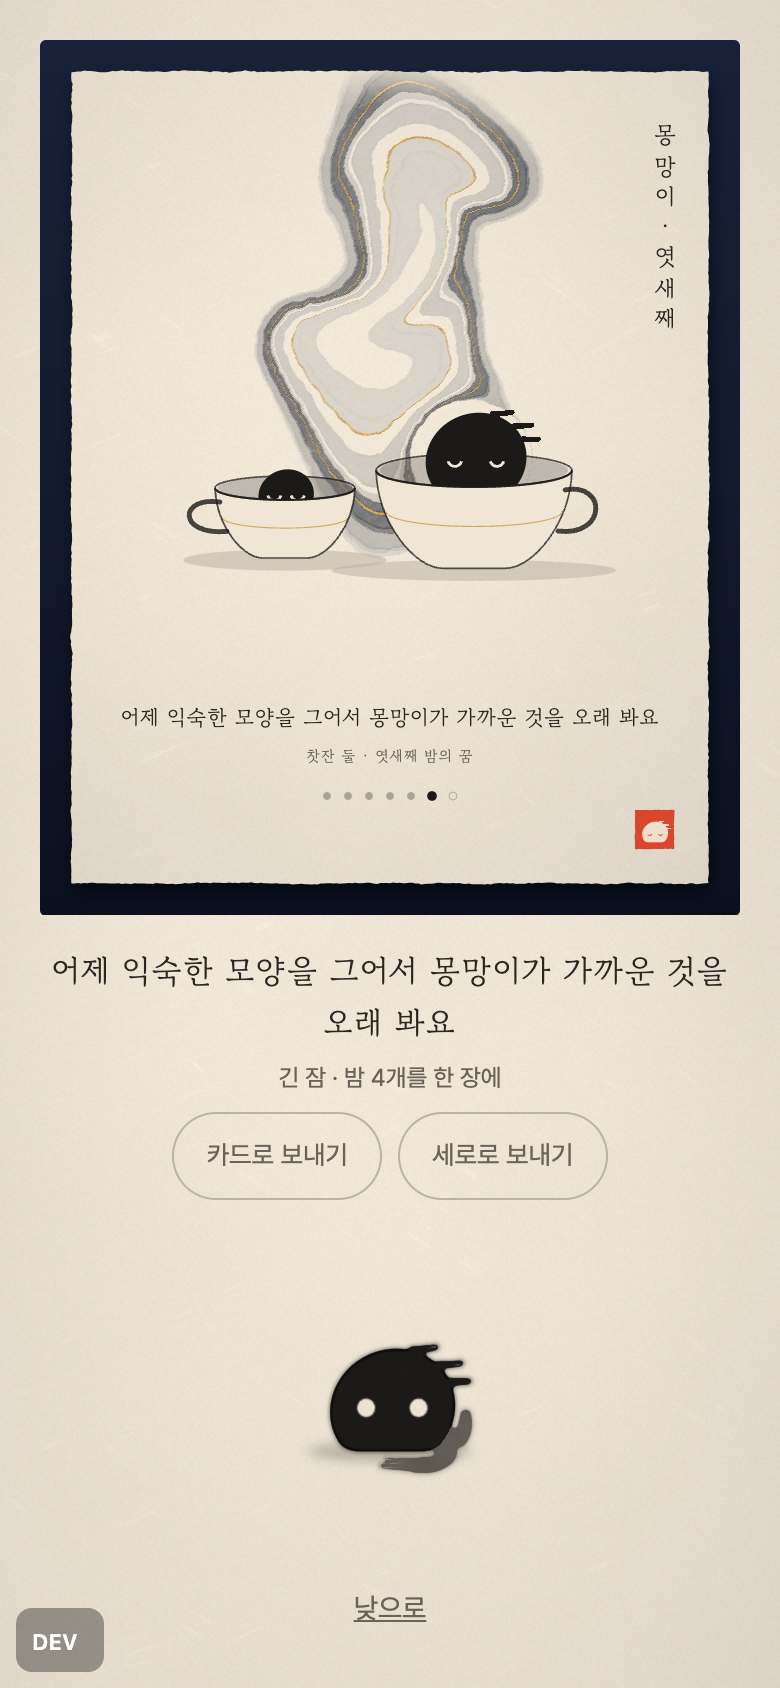 몽망이 · 엿새째
어제 익숙한 모양을 그어서 몽망이가 가까운 것을 오래 봐요
찻잔 둘 · 엿새째 밤의 꿈
어제 익숙한 모양을 그어서 몽망이가 가까운 것을
오래 봐요
긴 잠 · 밤 4개를 한 장에
카드로 보내기
세로로 보내기
낮으로
DEV